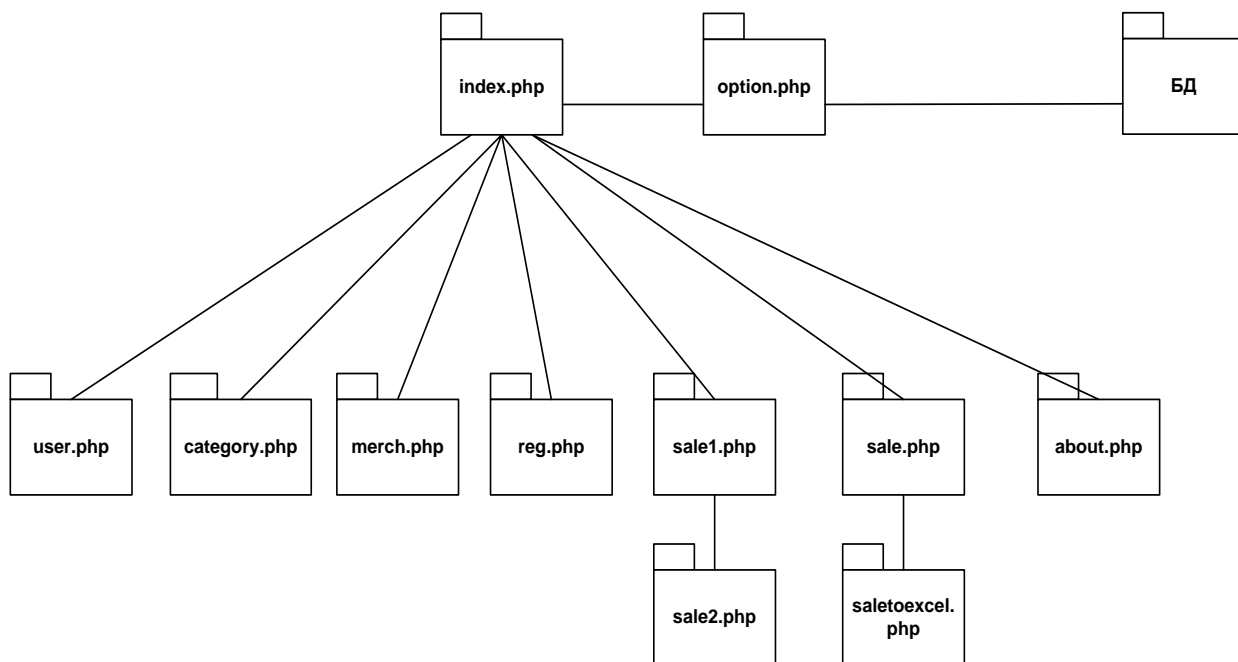 index.php
option.php
БД
user.php
category.php
merch.php
reg.php
sale1.php
sale.php
about.php
sale2.php
saletoexcel.
php